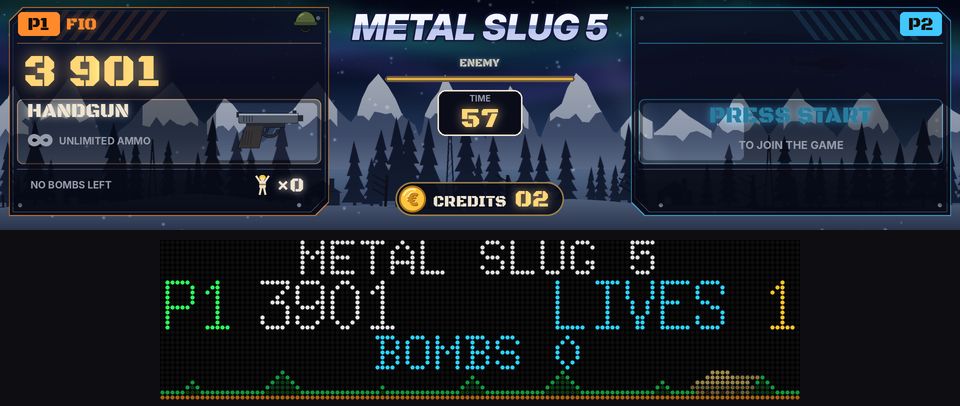 P1 FIO
3 901
HANDGUN
UNLIMITED AMMO
NO BOMBS LEFT
×0
METAL SLUG 5
ENEMY
TIME
57
CREDITS 02
P2
PRESS START
TO JOIN THE GAME
METAL SLUG 5
P1 3901 LIVES 1
BOMBS 0